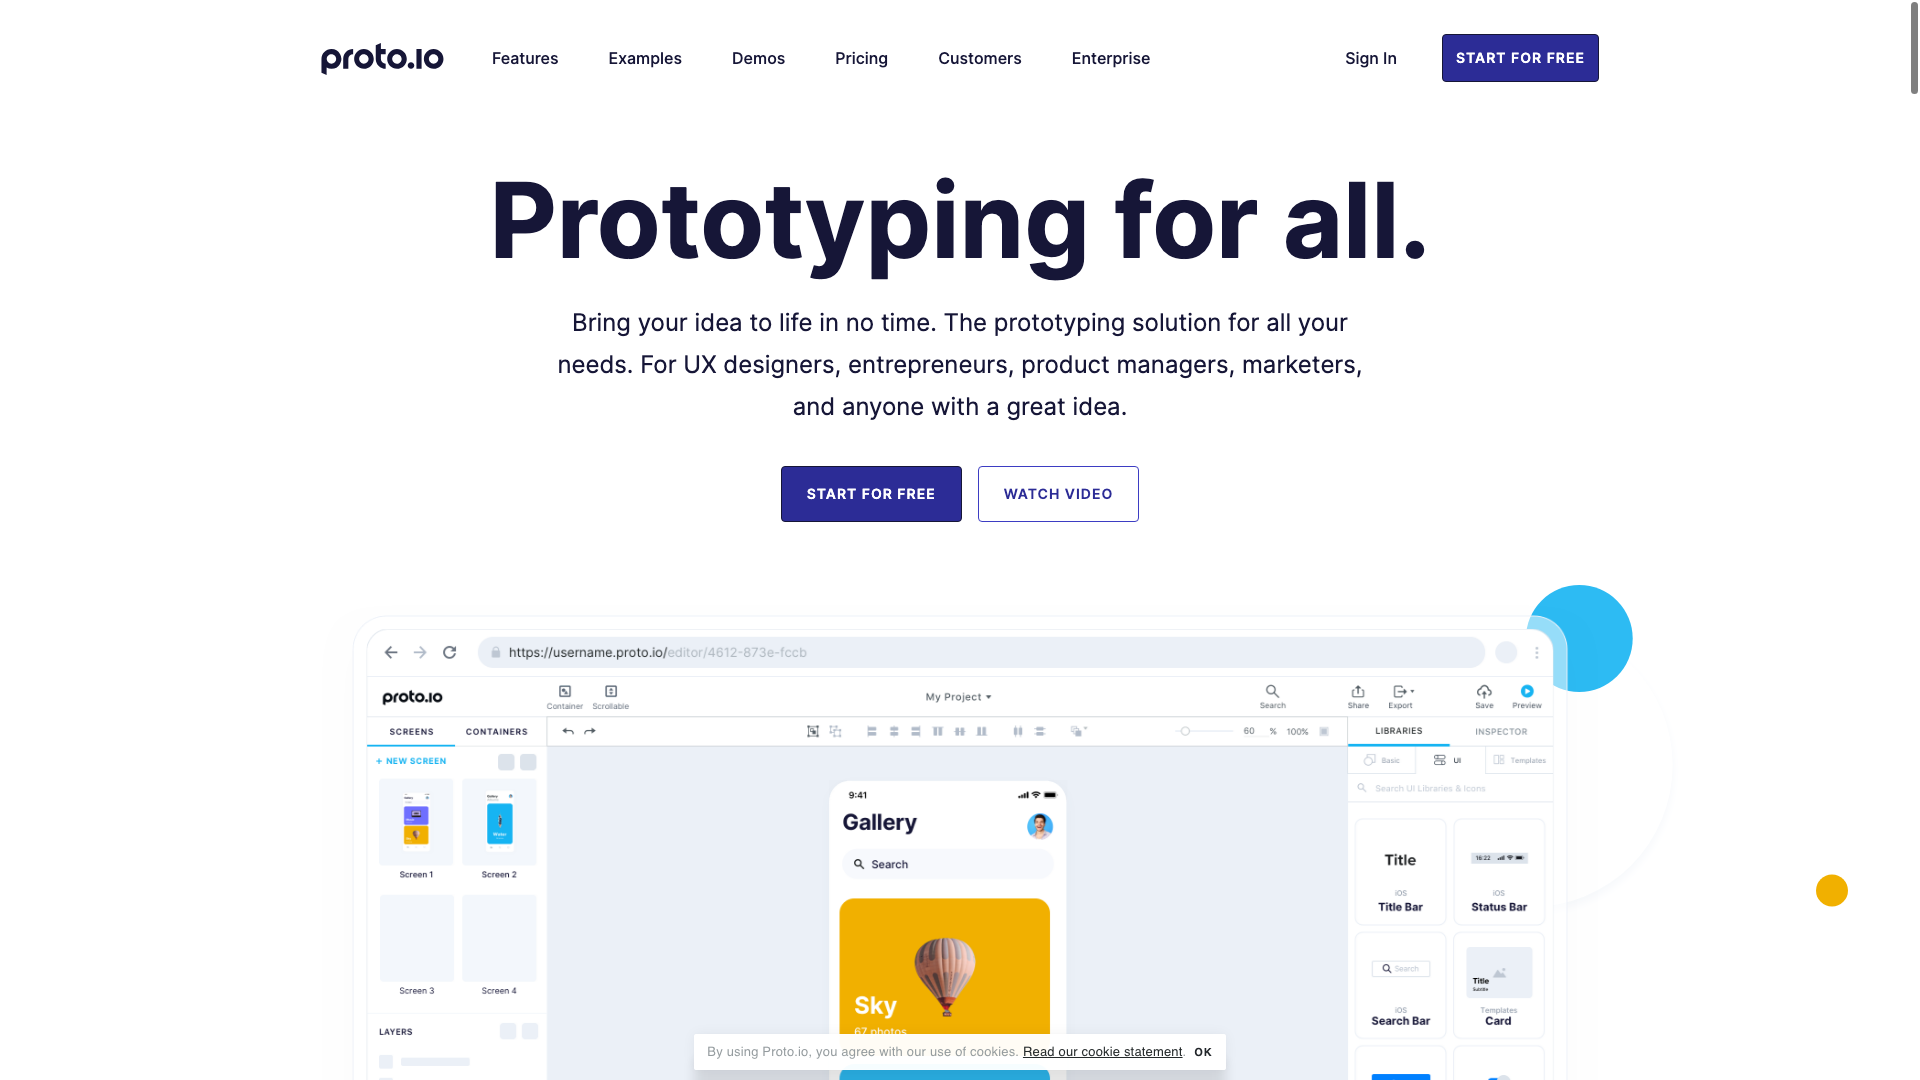 proto.io
Features
Examples
Demos
Pricing
Customers
Enterprise
Sign In
START FOR FREE
Prototyping for all.
Bring your idea to life in no time. The prototyping solution for all your
needs. For UX designers, entrepreneurs, product managers, marketers,
and anyone with a great idea.
START FOR FREE
WATCH VIDEO
https://username.proto.io/editor/4612-873e-fccb
proto.io
Container
Scrollable
My Project
Search
Share
Export
Save
Preview
SCREENS
CONTAINERS
60 %
100%
LIBRARIES
INSPECTOR
+ NEW SCREEN
Basic
UI
Templates
Search UI Libraries & Icons
Screen 1
Screen 2
Screen 3
Screen 4
LAYERS
9:41
Gallery
Search
Sky
67 photos
Title
iOS
Title Bar
16:22
iOS
Status Bar
Search
iOS
Search Bar
Title
Subtitle
Templates
Card
By using Proto.io, you agree with our use of cookies. Read our cookie statement. OK